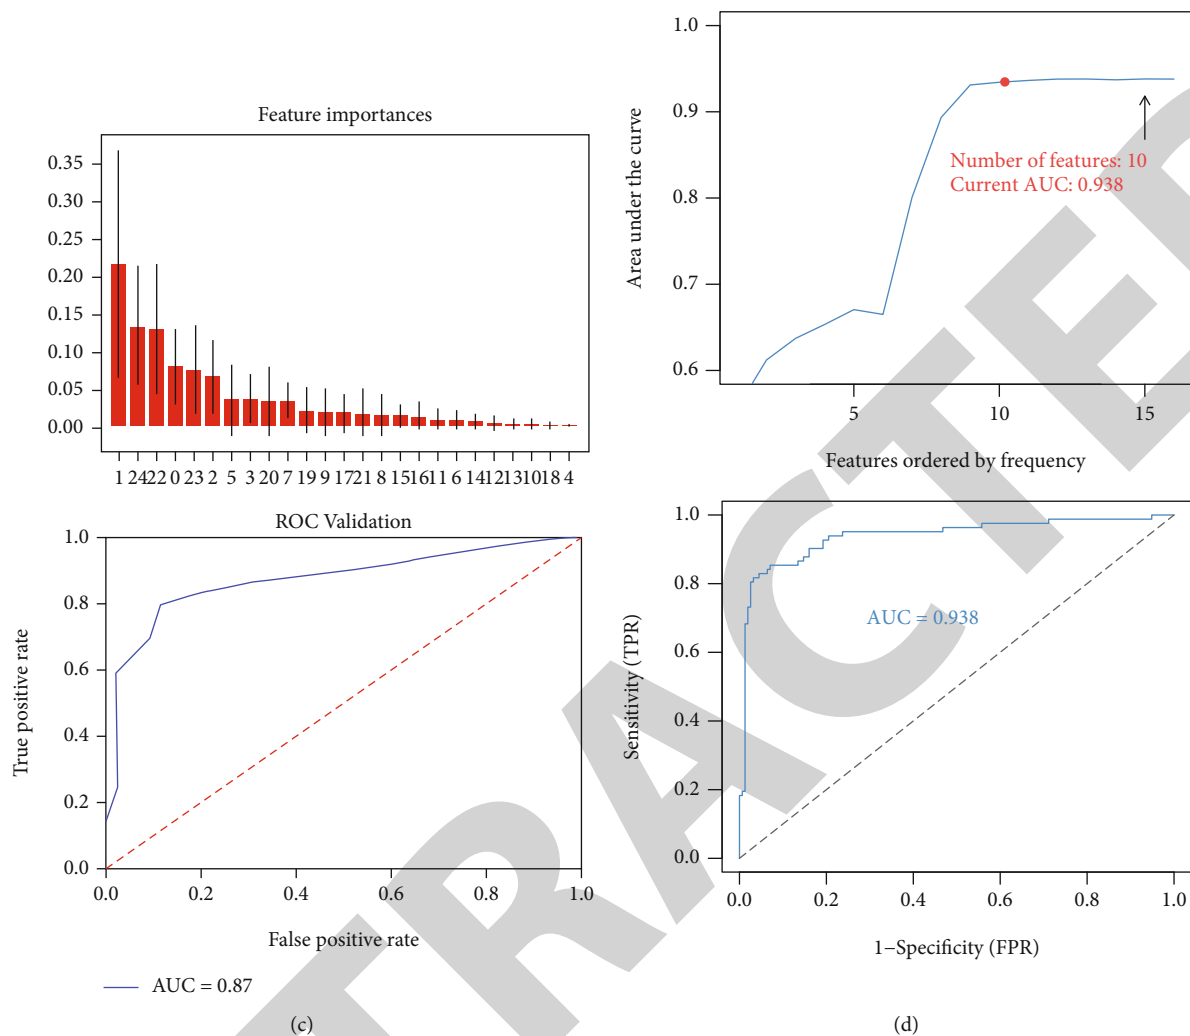 Feature importances
0.35
0.30
0.25
0.20
0.15
0.10
0.05
0.00
1 24 22 0 23 2 5 3 20 7 19 9 17 21 8 15 16 11 6 14 12 13 10 18 4
1.0
0.9
0.8
0.7
0.6
Area under the curve
Number of features: 10
Current AUC: 0.938
5 10 15
Features ordered by frequency
ROC Validation
1.0
0.8
0.6
0.4
0.2
0.0
True positive rate
0.0 0.2 0.4 0.6 0.8 1.0
False positive rate
AUC = 0.87
(c)
1.0
0.8
0.6
0.4
0.2
0.0
Sensitivity (TPR)
AUC = 0.938
0.0 0.2 0.4 0.6 0.8 1.0
1−Specificity (FPR)
(d)
TRACTED